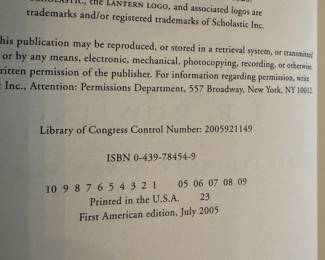 SCHOLASTIC, the LANTERN LOGO, and associated logos are
trademarks and/or registered trademarks of Scholastic Inc.
his publication may be reproduced, or stored in a retrieval system, or transmitted
or by any means, electronic, mechanical, photocopying, recording, or otherwise,
ritten permission of the publisher. For information regarding permission, write
Inc., Attention: Permissions Department, 557 Broadway, New York, NY 10012.
Library of Congress Control Number: 2005921149
ISBN 0-439-78454-9
10 9 8 7 6 5 4 3 2 1 05 06 07 08 09
Printed in the U.S.A. 23
First American edition, July 2005